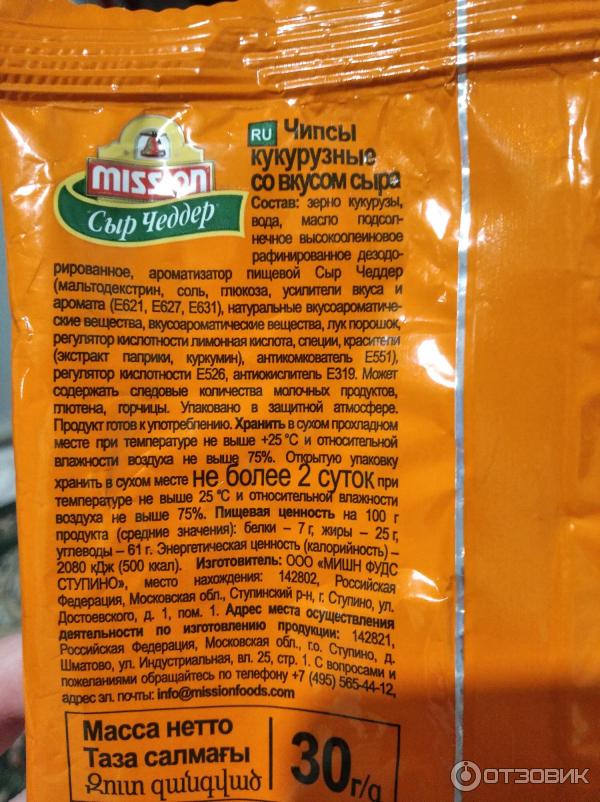 MISSION
Сыр Чеддер
RU Чипсы
кукурузные
со вкусом сыра
Состав: зерно кукурузы,
вода, масло подсол-
нечное высокоолеиновое
рафинированное дезодо-
рированное, ароматизатор пищевой Сыр Чеддер
(мальтодекстрин, соль, глюкоза, усилители вкуса и
аромата (Е621, Е627, Е631), натуральные вкусоароматиче-
ские вещества, вкусоароматические вещества, лук порошок,
регулятор кислотности лимонная кислота, специи, красители
(экстракт паприки, куркумин), антикомкователь Е551),
регулятор кислотности Е526, антиокислитель Е319. Может
содержать следовые количества молочных продуктов,
глютена, горчицы. Упаковано в защитной атмосфере.
Продукт готов к употреблению. Хранить в сухом прохладном
месте при температуре не выше +25 °С и относительной
влажности воздуха не выше 75%. Открытую упаковку
хранить в сухом месте не более 2 суток при
температуре не выше 25 °С и относительной влажности
воздуха не выше 75%. Пищевая ценность на 100 г
продукта (средние значения): белки – 7 г, жиры – 25 г,
углеводы – 61 г. Энергетическая ценность (калорийность) –
2080 кДж (500 ккал). Изготовитель: ООО «МИШН ФУДС
СТУПИНО», место нахождения: 142802, Российская
Федерация, Московская обл., Ступинский р-н, г. Ступино, ул.
Достоевского, д. 1, пом. 1. Адрес места осуществления
деятельности по изготовлению продукции: 142821,
Российская Федерация, Московская обл., г.о. Ступино, д.
Шматово, ул. Индустриальная, вл. 25, стр. 1. С вопросами и
пожеланиями обращайтесь по телефону +7 (495) 565-44-12,
адрес эл. почты: info@missionfoods.com
Масса нетто
Таза салмағы
Զուտ զանգված
30 г/q
ОТЗОВИК